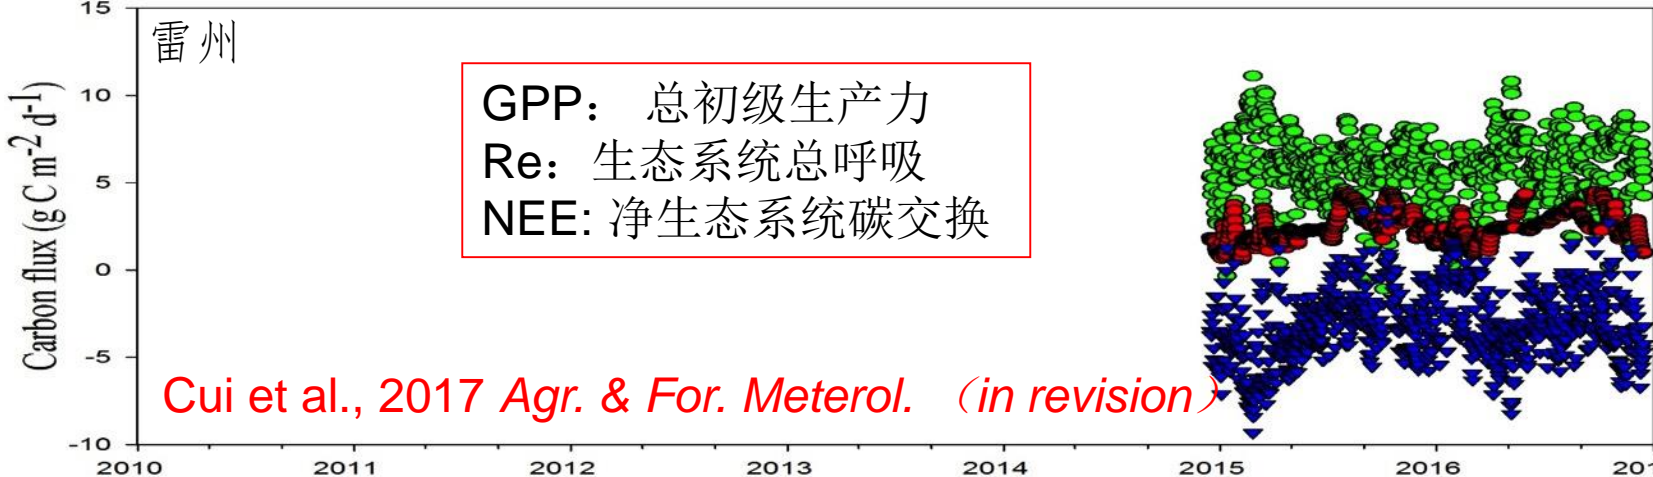 15
雷州
10
5
0
-5
-10
Carbon flux (g C m-2 d-1)
GPP： 总初级生产力
Re：生态系统总呼吸
NEE: 净生态系统碳交换
Cui et al., 2017 Agr. & For. Meterol. （in revision）
2010 2011 2012 2013 2014 2015 2016 201